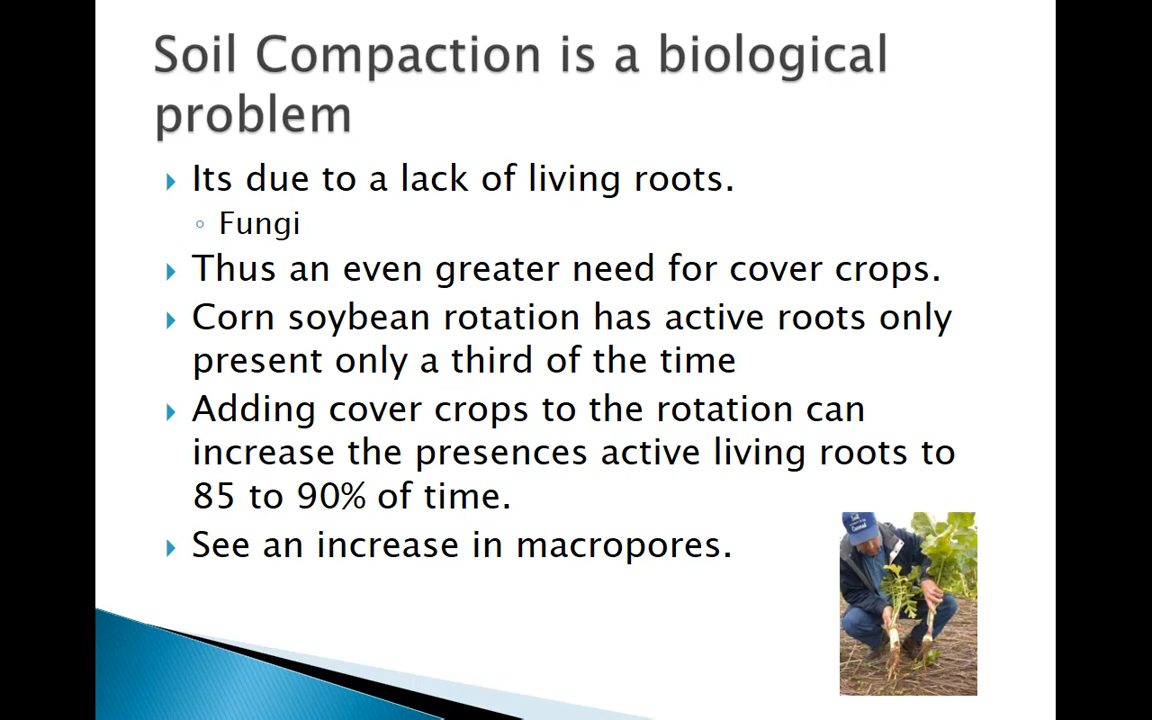 Soil Compaction is a biological
problem
Its due to a lack of living roots.
Fungi
Thus an even greater need for cover crops.
Corn soybean rotation has active roots only
present only a third of the time
Adding cover crops to the rotation can
increase the presences active living roots to
85 to 90% of time.
See an increase in macropores.